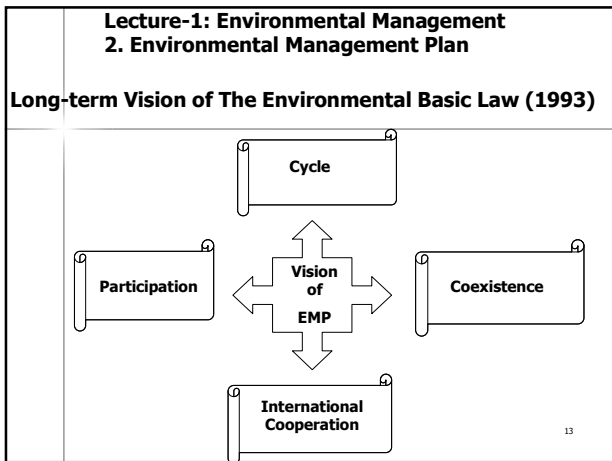 Lecture-1: Environmental Management
2. Environmental Management Plan
Long-term Vision of The Environmental Basic Law (1993)
Cycle
Participation
Vision
of
EMP
Coexistence
International
Cooperation
13